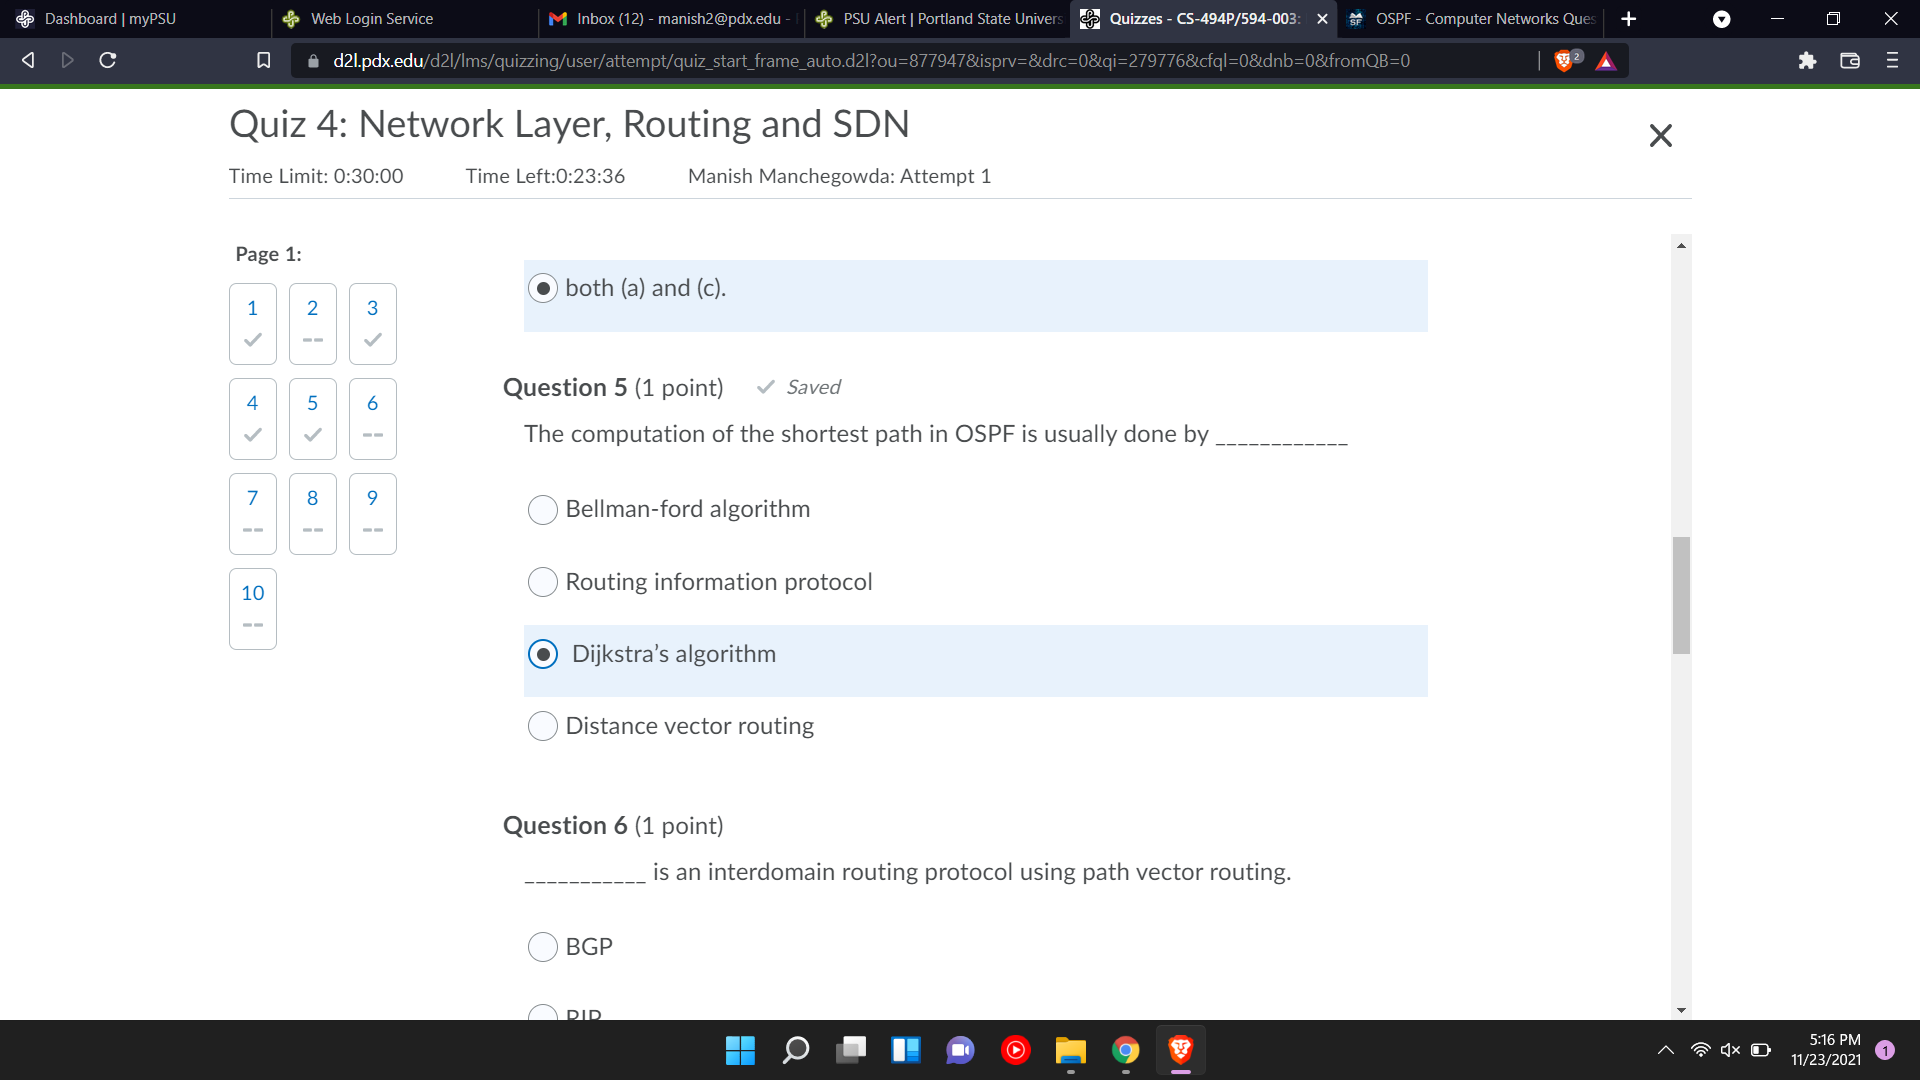 Dashboard | myPSU
Web Login Service
Inbox (12) - manish2@pdx.edu -
PSU Alert | Portland State Univers
Quizzes - CS-494P/594-003:
OSPF - Computer Networks Ques
d2l.pdx.edu/d2l/lms/quizzing/user/attempt/quiz_start_frame_auto.d2l?ou=877947&isprv=&drc=0&qi=279776&cfql=0&dnb=0&fromQB=0
2
Quiz 4: Network Layer, Routing and SDN
Time Limit: 0:30:00 Time Left:0:23:36 Manish Manchegowda: Attempt 1
Page 1:
1 2 3
-- 
4 5 6
--
7 8 9
-- -- --
10
--
both (a) and (c).
Question 5 (1 point) Saved
The computation of the shortest path in OSPF is usually done by ____________
Bellman-ford algorithm
Routing information protocol
Dijkstra’s algorithm
Distance vector routing
Question 6 (1 point)
___________ is an interdomain routing protocol using path vector routing.
BGP
RIP
5:16 PM
11/23/2021
1